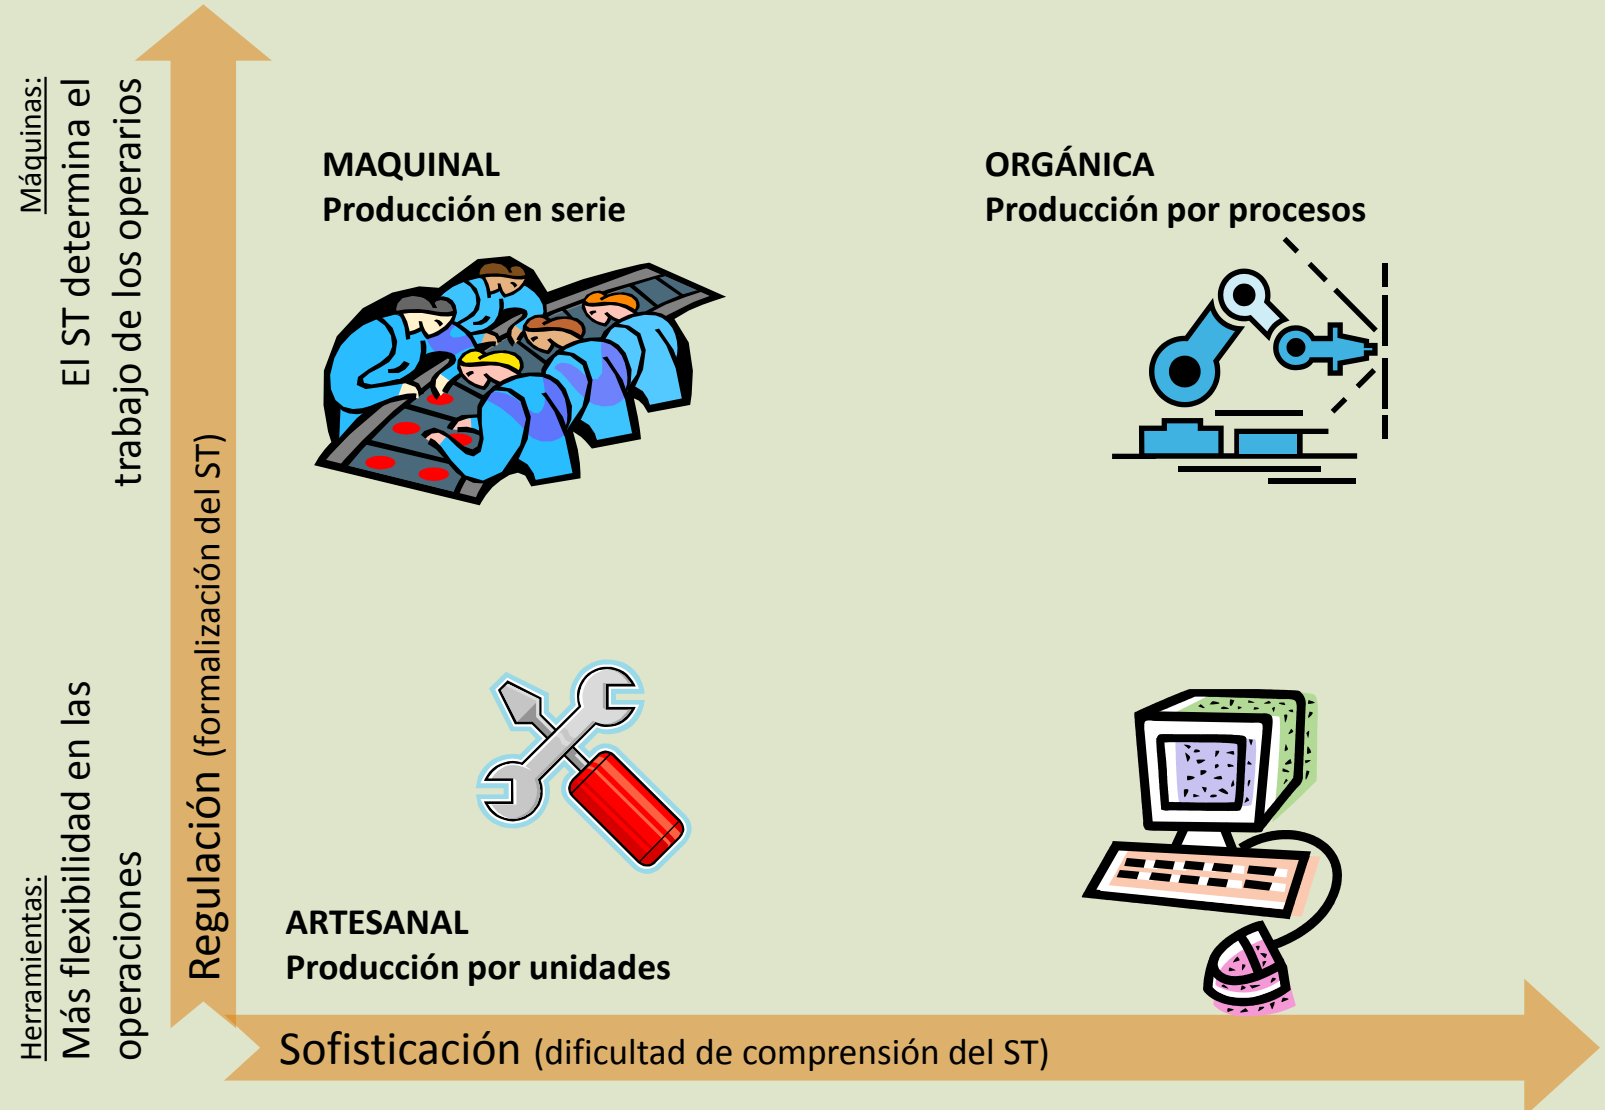 Máquinas:
El ST determina el
trabajo de los operarios
Herramientas:
Más flexibilidad en las
operaciones
Regulación (formalización del ST)
MAQUINAL
Producción en serie
ORGÁNICA
Producción por procesos
ARTESANAL
Producción por unidades
Sofisticación (dificultad de comprensión del ST)